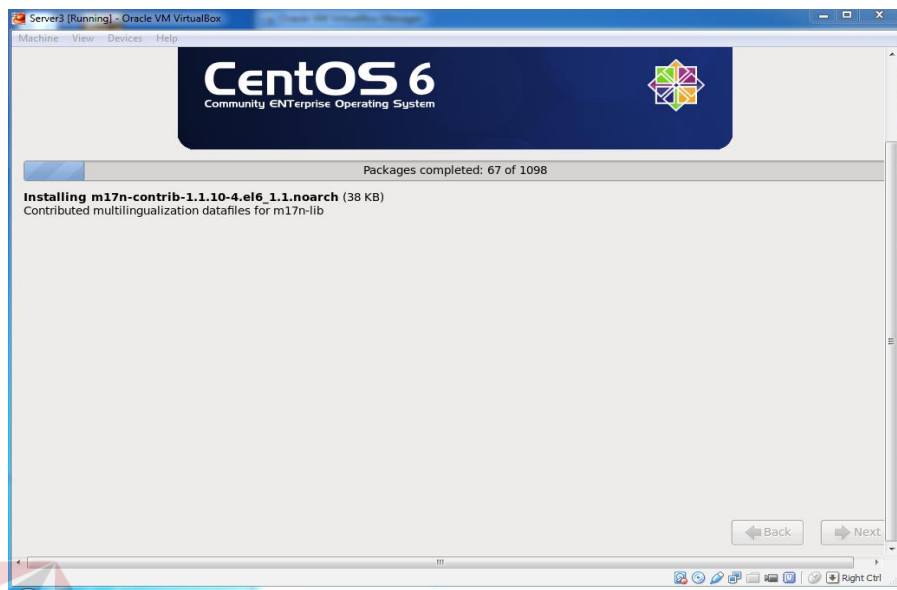 Server3 [Running] - Oracle VM VirtualBox
Machine View Devices Help
CentOS 6
Community ENTerprise Operating System
Packages completed: 67 of 1098
Installing m17n-contrib-1.1.10-4.el6_1.1.noarch (38 KB)
Contributed multilingualization datafiles for m17n-lib
Back
Next
Right Ctrl